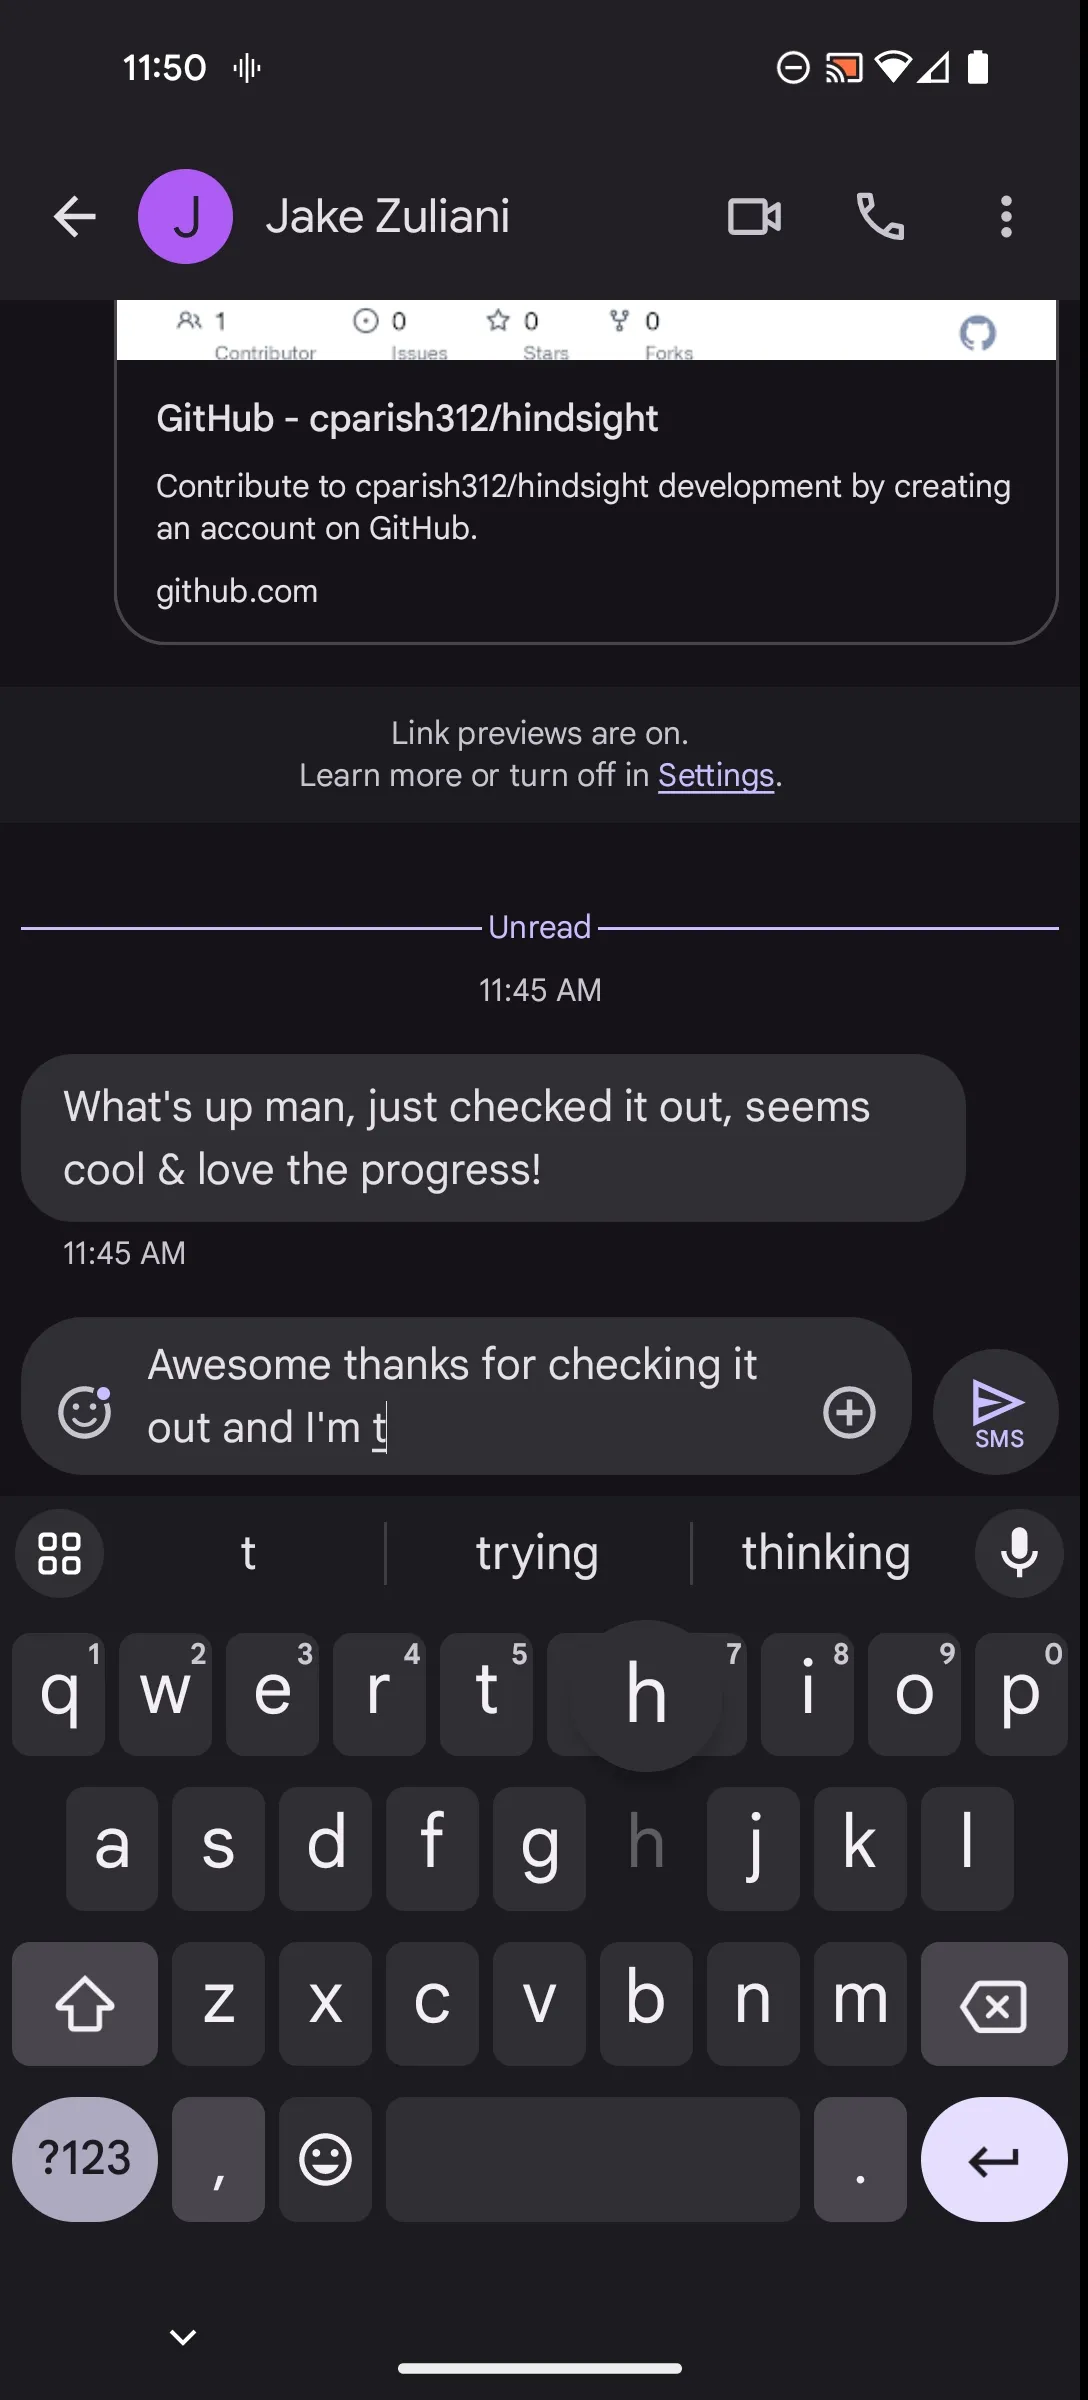 11:50
J
Jake Zuliani
1 0 0 0
Contributor Issues Stars Forks
GitHub - cparish312/hindsight
Contribute to cparish312/hindsight development by creating
an account on GitHub.
github.com
Link previews are on.
Learn more or turn off in Settings.
Unread
11:45 AM
What's up man, just checked it out, seems
cool & love the progress!
11:45 AM
Awesome thanks for checking it
out and I'm t
SMS
t trying thinking
1 2 3 4 5 7 8 9 0
q w e r t h i o p
a s d f g h j k l
z x c v b n m
?123 , .